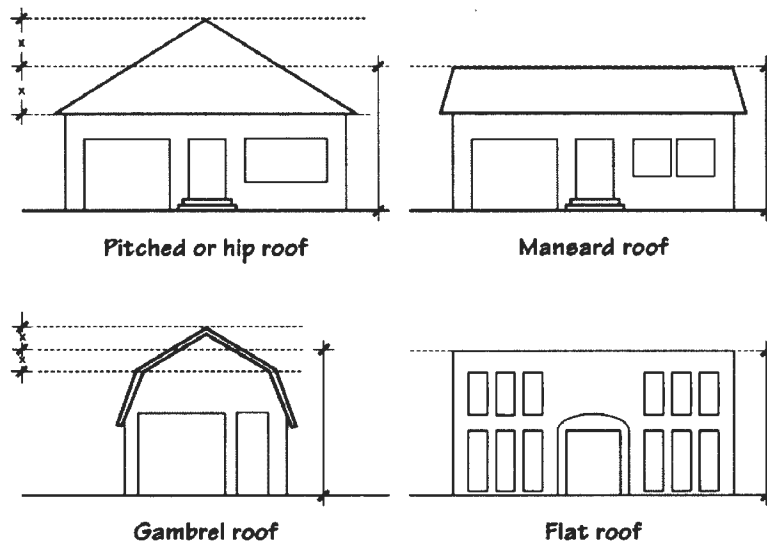 x
x
Pitched or hip roof
Mansard roof
x
x
Gambrel roof
Flat roof